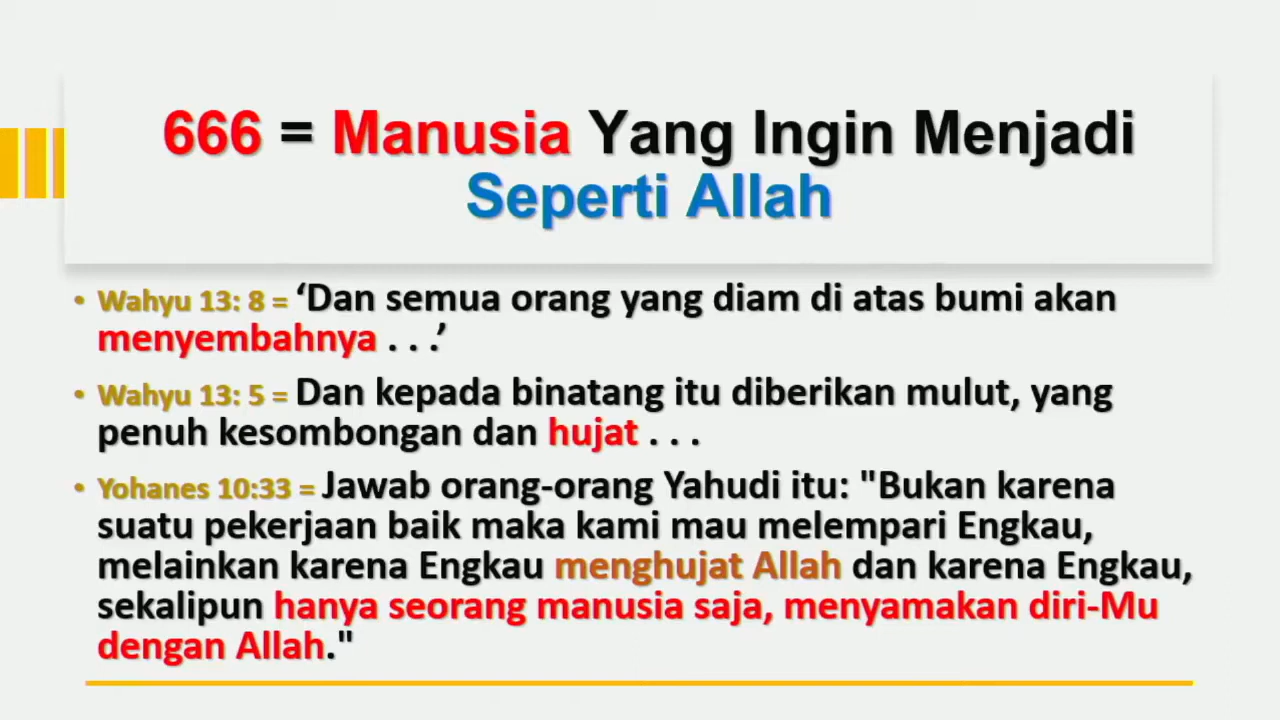 666 = Manusia Yang Ingin Menjadi
Seperti Allah
• Wahyu 13: 8 = ‘Dan semua orang yang diam di atas bumi akan
menyembahnya . . .’
• Wahyu 13: 5 = Dan kepada binatang itu diberikan mulut, yang
penuh kesombongan dan hujat . . .
• Yohanes 10:33 = Jawab orang-orang Yahudi itu: "Bukan karena
suatu pekerjaan baik maka kami mau melempari Engkau,
melainkan karena Engkau menghujat Allah dan karena Engkau,
sekalipun hanya seorang manusia saja, menyamakan diri-Mu
dengan Allah."